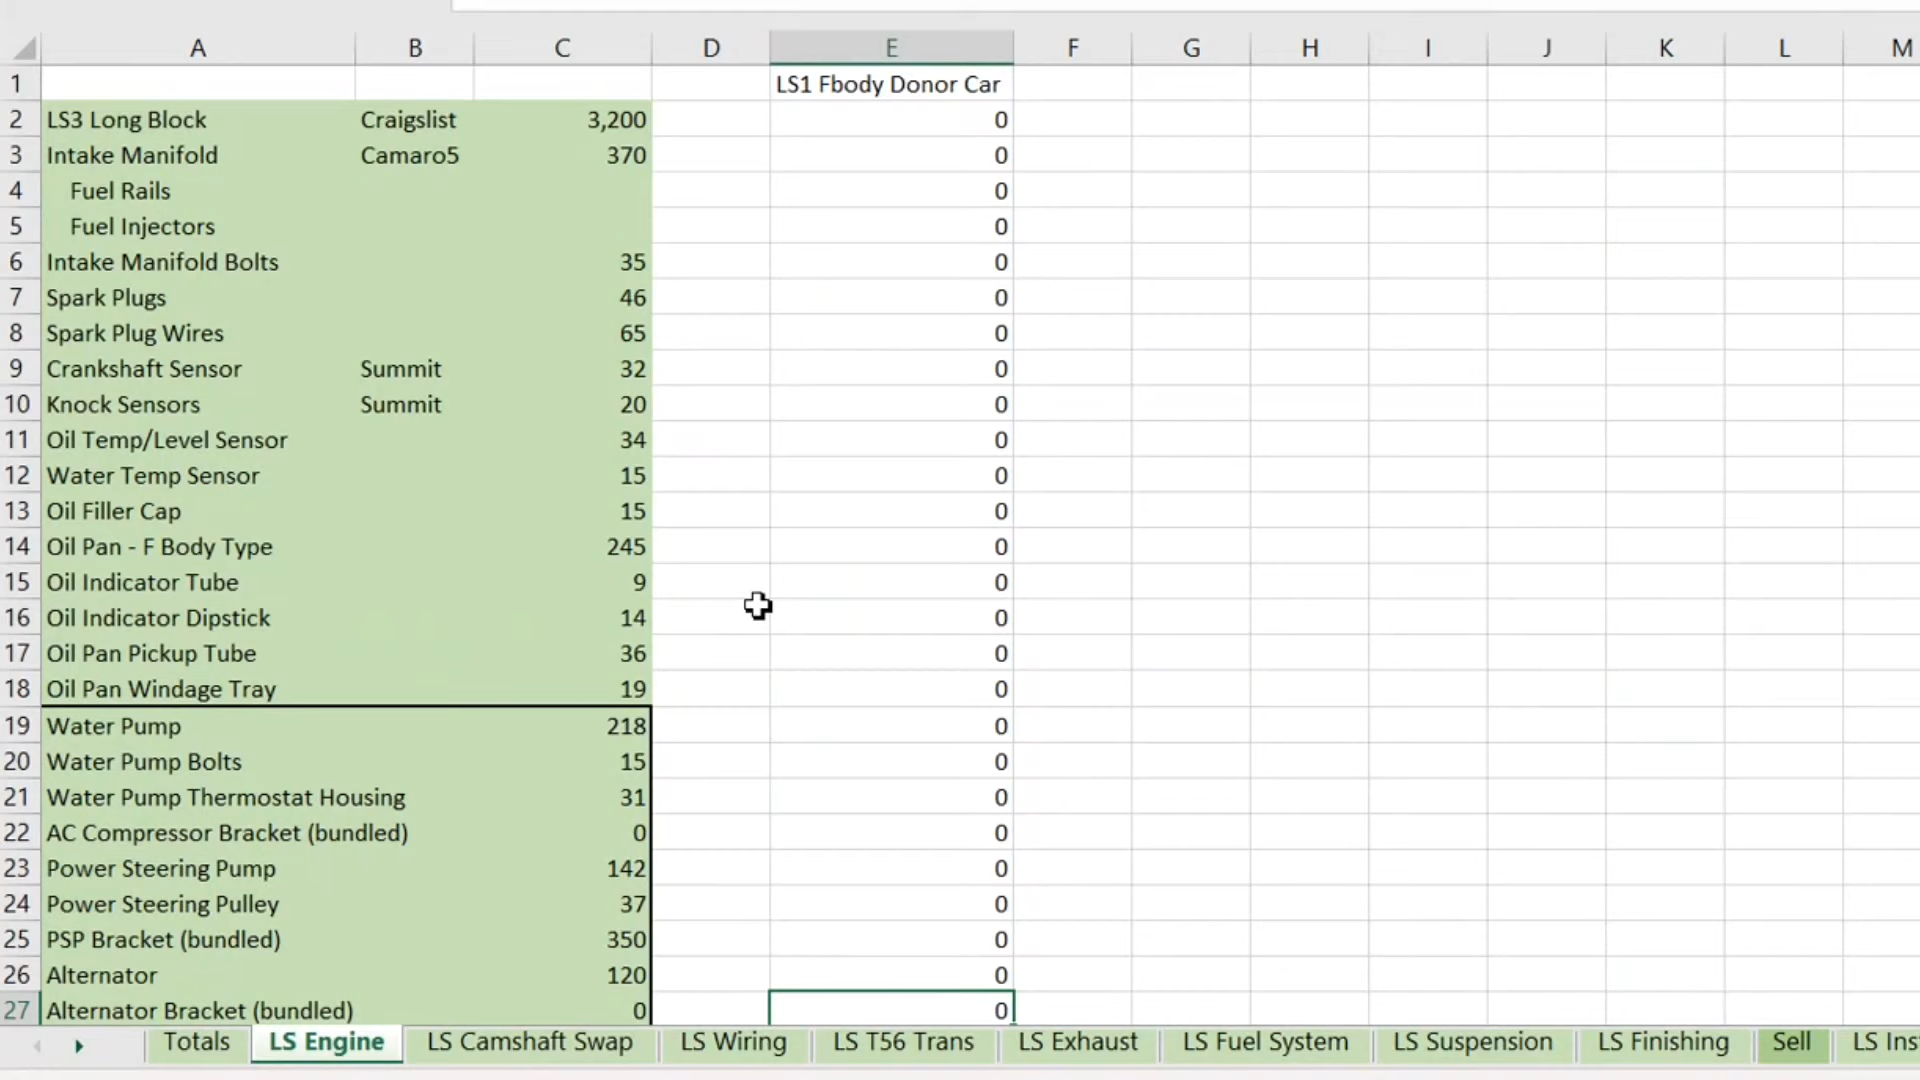 A B C D E F G H I J K L M
1 LS1 Fbody Donor Car
2 LS3 Long Block Craigslist 3,200 0
3 Intake Manifold Camaro5 370 0
4 Fuel Rails 0
5 Fuel Injectors 0
6 Intake Manifold Bolts 35 0
7 Spark Plugs 46 0
8 Spark Plug Wires 65 0
9 Crankshaft Sensor Summit 32 0
10 Knock Sensors Summit 20 0
11 Oil Temp/Level Sensor 34 0
12 Water Temp Sensor 15 0
13 Oil Filler Cap 15 0
14 Oil Pan - F Body Type 245 0
15 Oil Indicator Tube 9 0
16 Oil Indicator Dipstick 14 0
17 Oil Pan Pickup Tube 36 0
18 Oil Pan Windage Tray 19 0
19 Water Pump 218 0
20 Water Pump Bolts 15 0
21 Water Pump Thermostat Housing 31 0
22 AC Compressor Bracket (bundled) 0 0
23 Power Steering Pump 142 0
24 Power Steering Pulley 37 0
25 PSP Bracket (bundled) 350 0
26 Alternator 120 0
27 Alternator Bracket (bundled) 0 0
Totals LS Engine LS Camshaft Swap LS Wiring LS T56 Trans LS Exhaust LS Fuel System LS Suspension LS Finishing Sell LS Ins